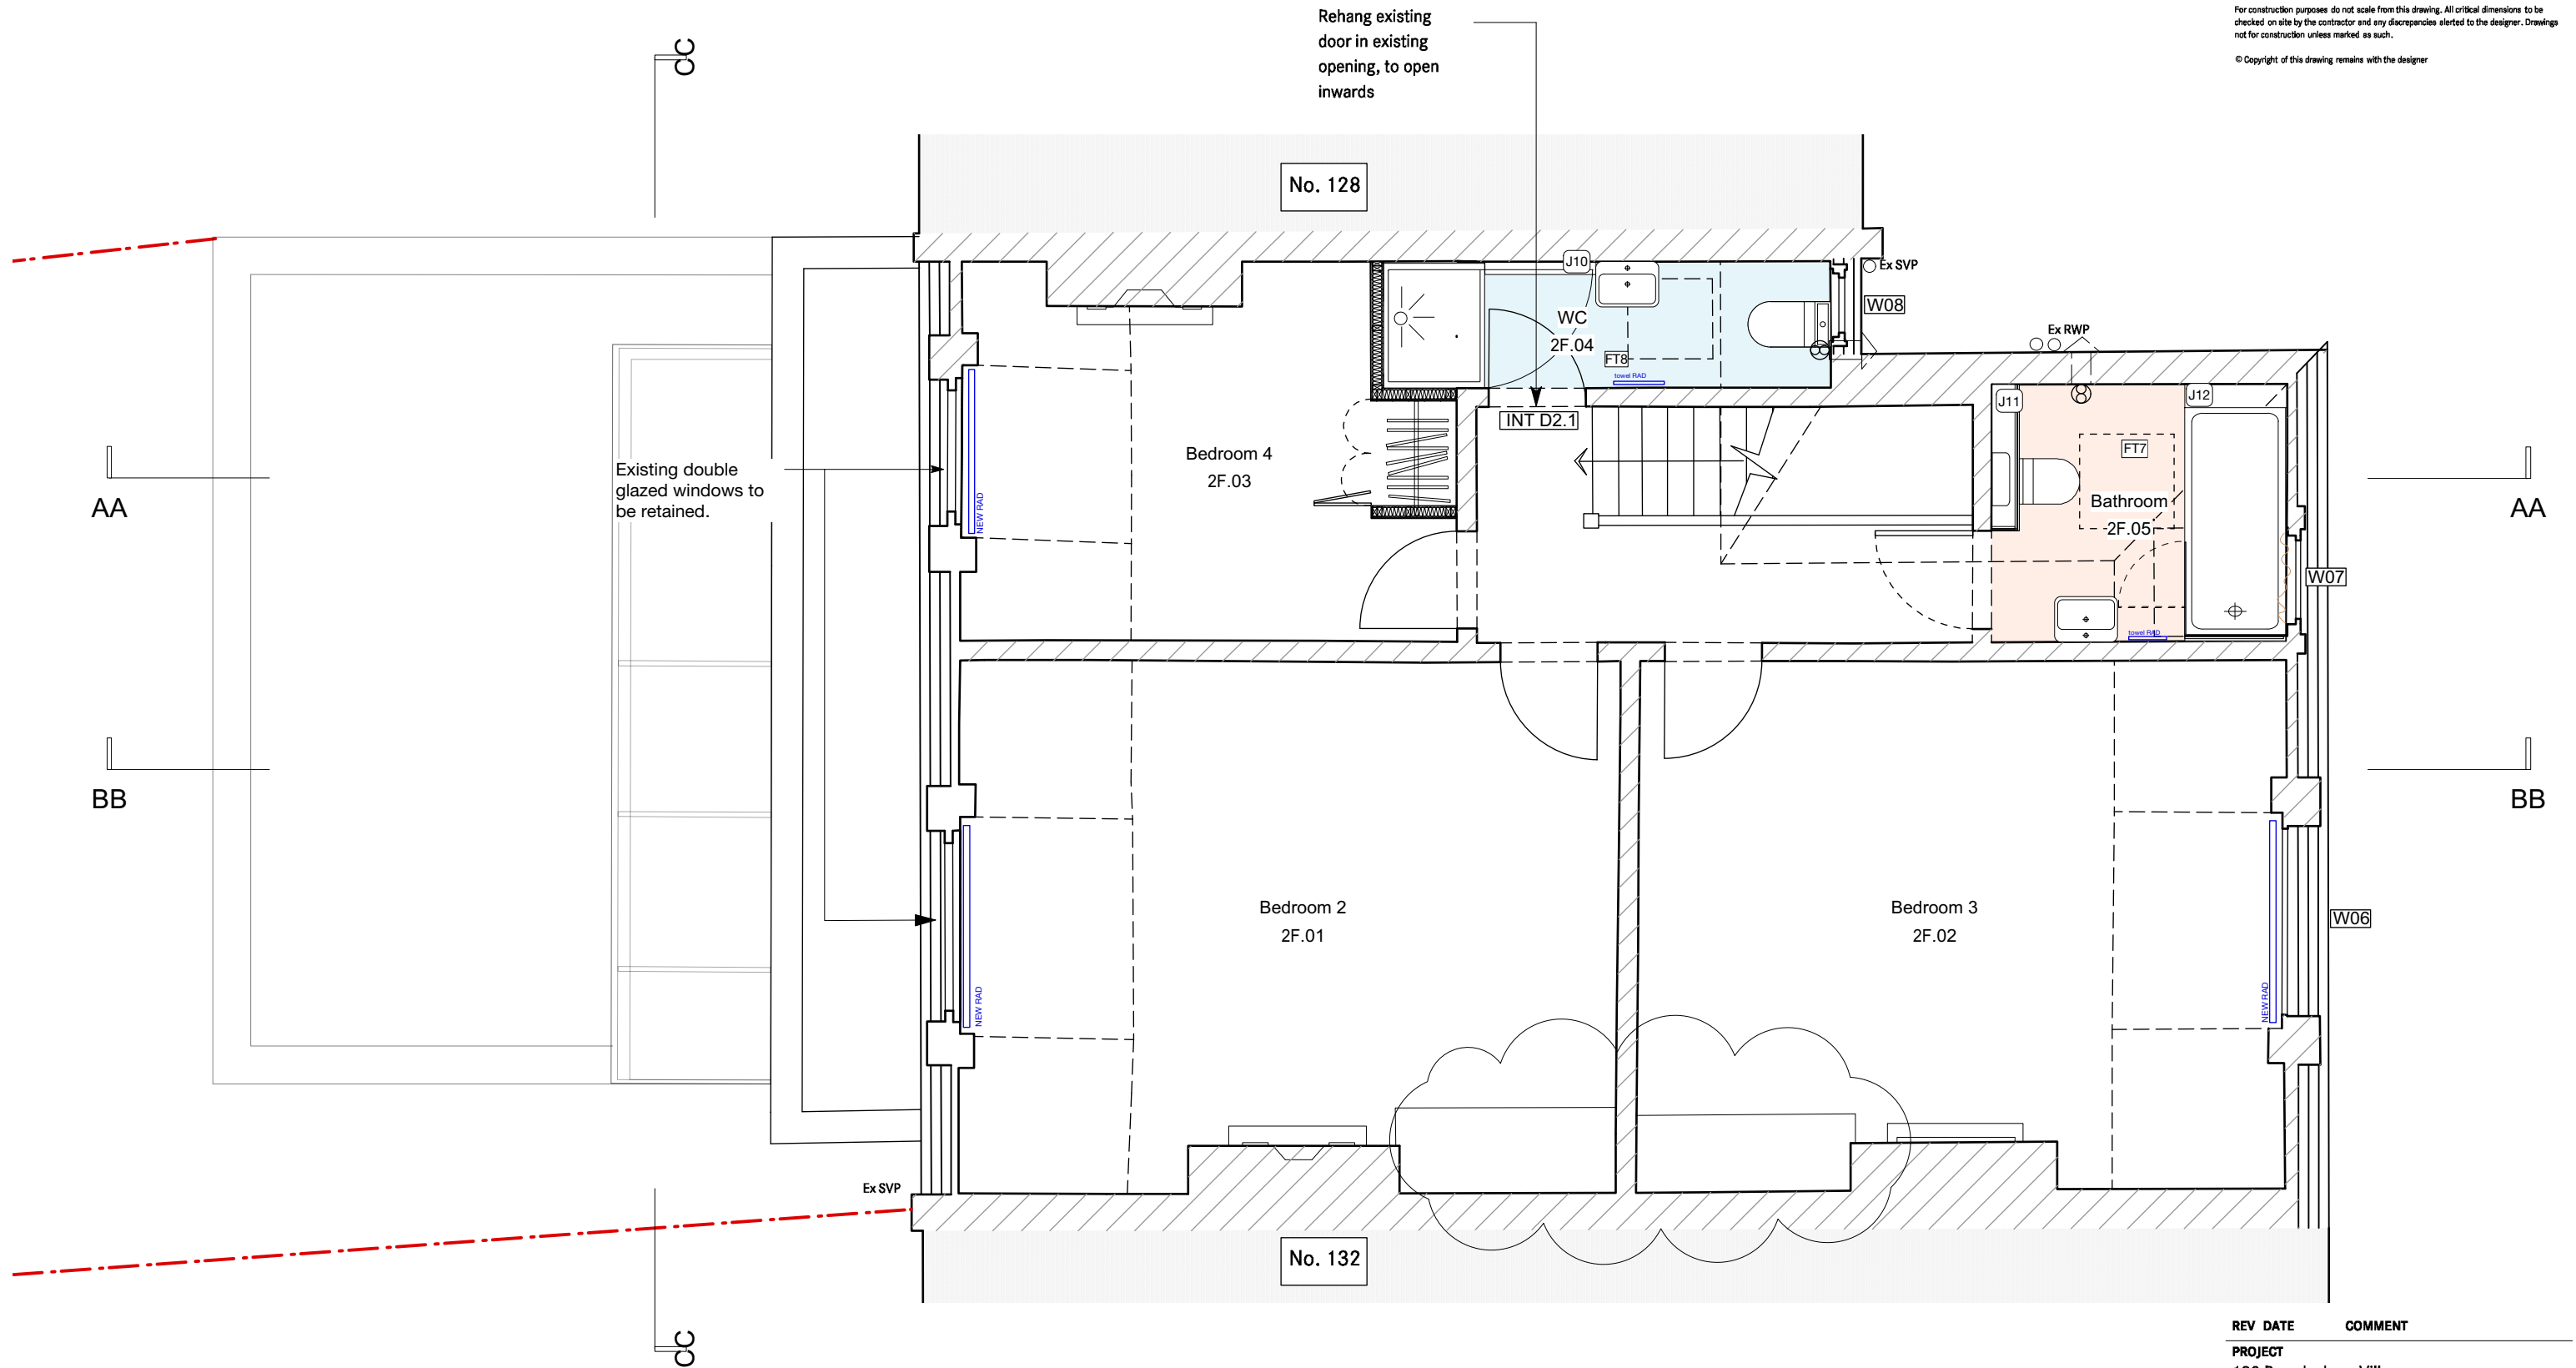 Rehang existing
door in existing
opening, to open
inwards
For construction purposes do not scale from this drawing. All critical dimensions to be
checked on site by the contractor and any discrepancies alerted to the designer. Drawings
not for construction unless marked as such.
© Copyright of this drawing remains with the designer
CC
No. 128
J10
Ex SVP
W08
WC
2F.04
FT8
towel RAD
Ex RWP
INT D2.1
J11
J12
FT7
Bathroom
2F.05
towel RAD
W07
Existing double
glazed windows to
be retained.
NEW RAD
Bedroom 4
2F.03
AA
AA
BB
BB
Bedroom 2
2F.01
Bedroom 3
2F.02
W06
NEW RAD
NEW RAD
Ex SVP
No. 132
CC
REV DATE COMMENT
PROJECT